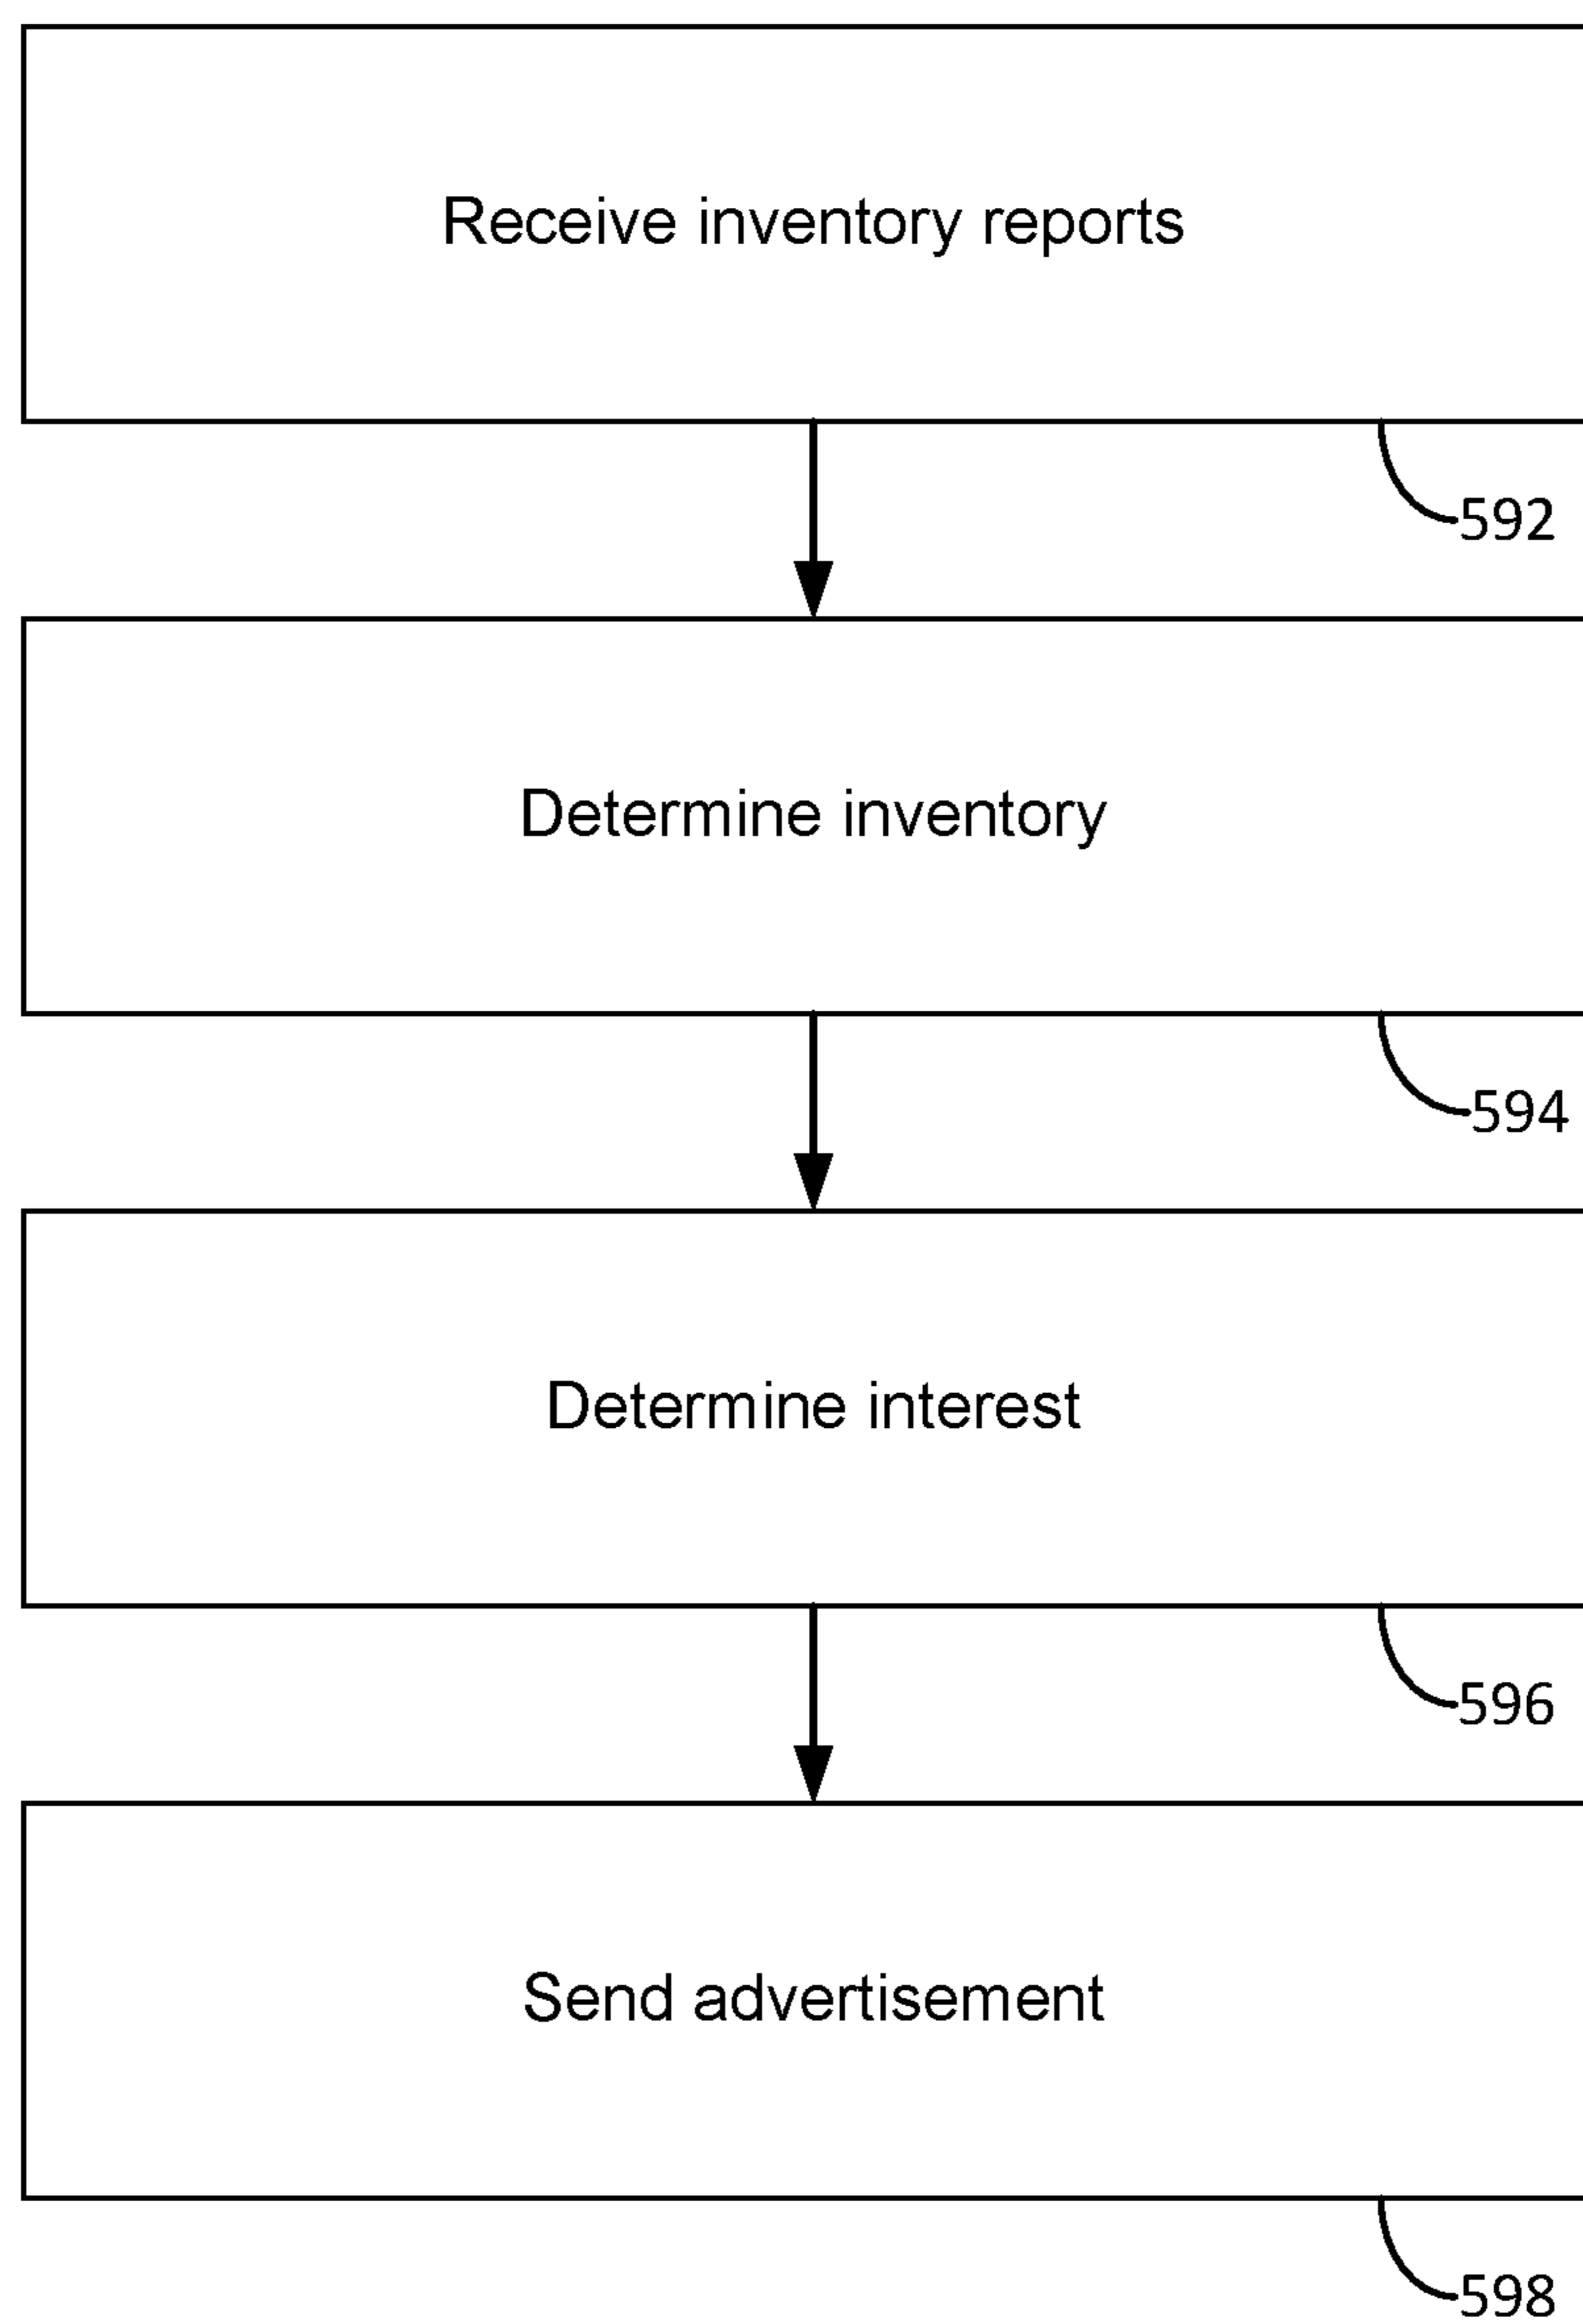 Receive inventory reports
592
Determine inventory
594
Determine interest
596
Send advertisement
598